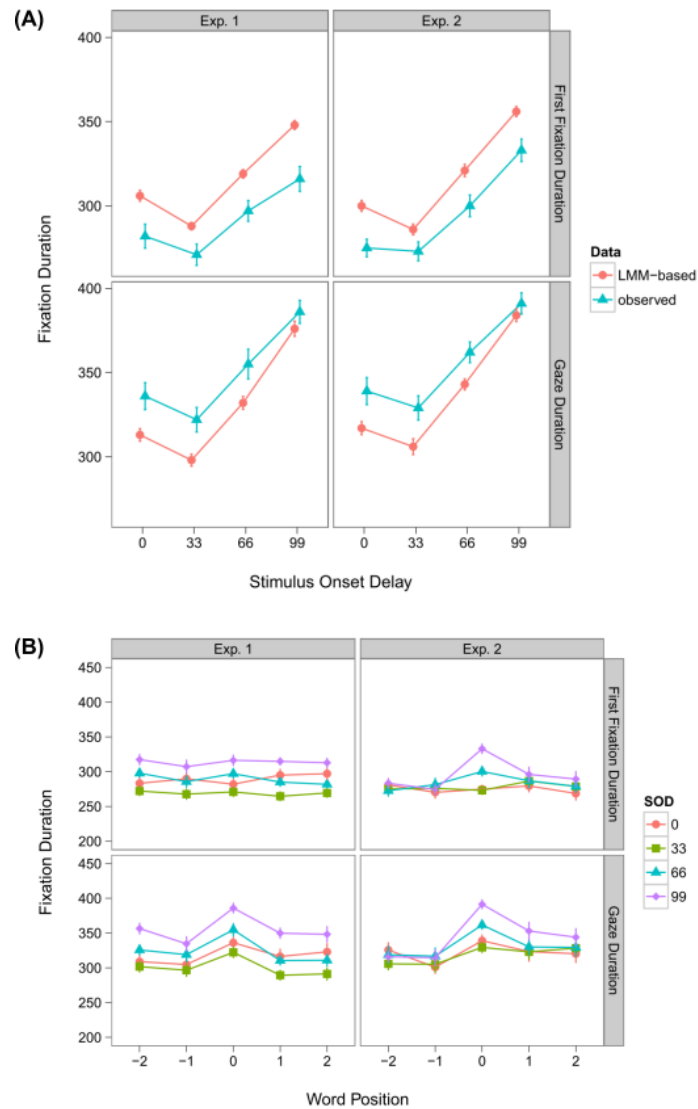 (A)
Exp. 1 Exp. 2
400
350
300
First Fixation Duration
400
350
300
Gaze Duration
Fixation Duration
0 33 66 99 0 33 66 99
Stimulus Onset Delay
Data
LMM-based
observed
(B)
Exp. 1 Exp. 2
450
400
350
300
250
200
First Fixation Duration
450
400
350
300
250
200
Gaze Duration
Fixation Duration
−2 −1 0 1 2 −2 −1 0 1 2
Word Position
SOD
0
33
66
99